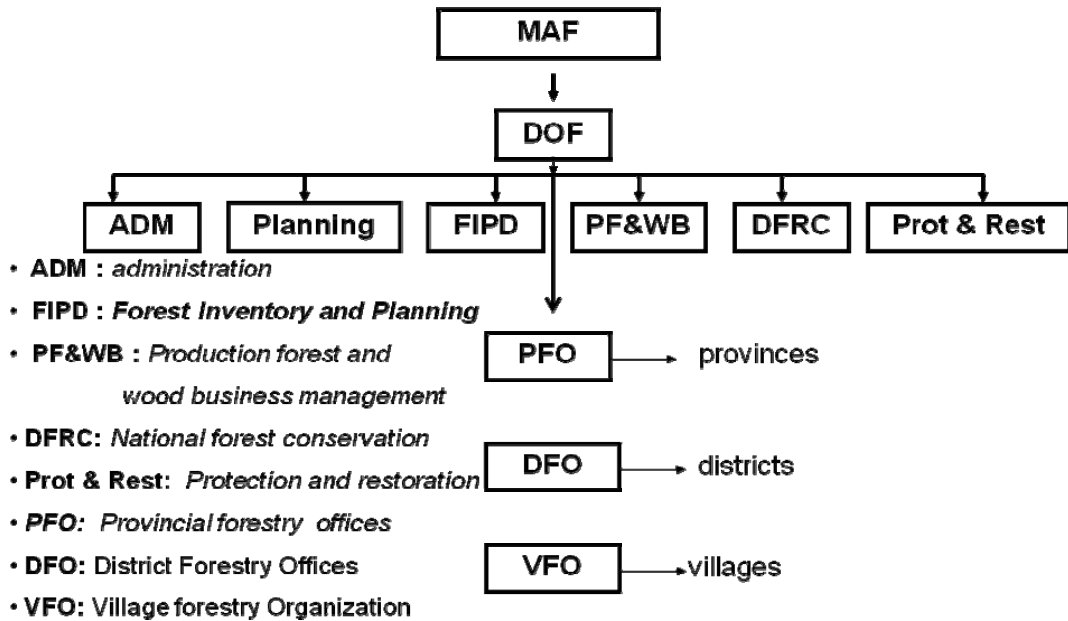 MAF
DOF
ADM
Planning
FIPD
PF&WB
DFRC
Prot & Rest
• ADM : administration
• FIPD : Forest Inventory and Planning
• PF&WB : Production forest and
wood business management
• DFRC: National forest conservation
• Prot & Rest: Protection and restoration
• PFO: Provincial forestry offices
• DFO: District Forestry Offices
• VFO: Village forestry Organization
PFO
provinces
DFO
districts
VFO
villages